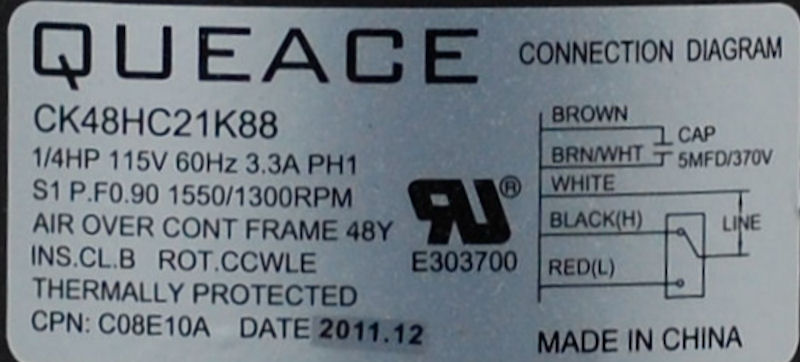 QUEACE
CONNECTION DIAGRAM
CK48HC21K88
1/4HP 115V 60Hz 3.3A PH1
S1 P.F0.90 1550/1300RPM
AIR OVER CONT FRAME 48Y
INS.CL.B ROT.CCWLE
THERMALLY PROTECTED
CPN: C08E10A DATE 2011.12
RU®
E303700
BROWN
CAP
BRN/WHT 5MFD/370V
WHITE
BLACK(H) LINE
RED(L)
MADE IN CHINA